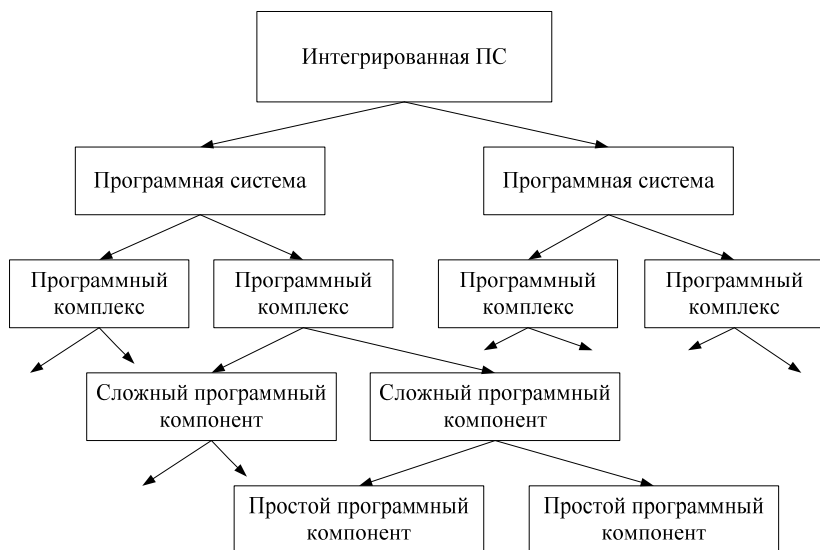 Интегрированная ПС
Программная система
Программная система
Программный
комплекс
Программный
комплекс
Программный
комплекс
Программный
комплекс
Сложный программный
компонент
Сложный программный
компонент
Простой программный
компонент
Простой программный
компонент